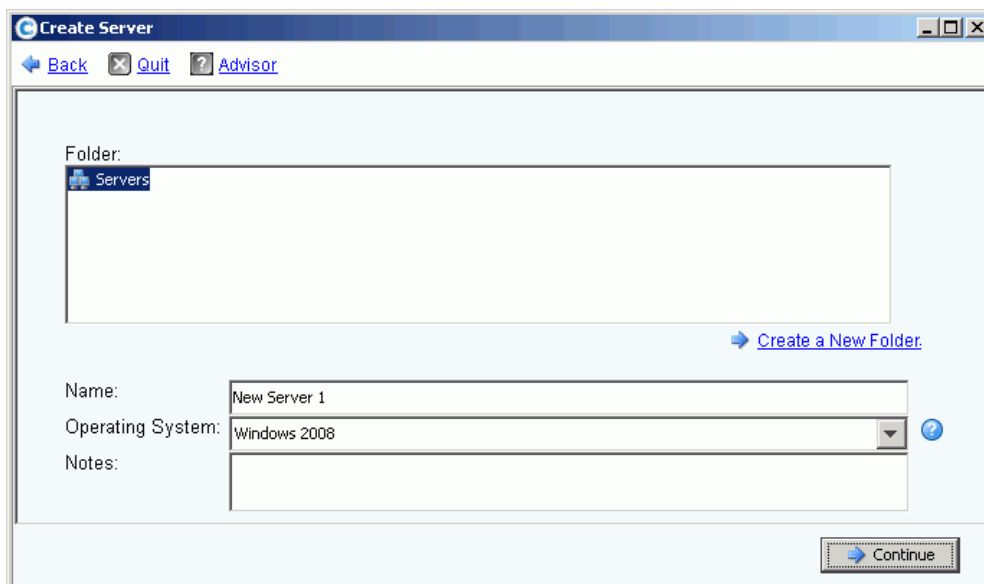 Create Server
Back Quit Advisor
Folder:
Servers
Create a New Folder.
Name: New Server 1
Operating System: Windows 2008
Notes:
Continue